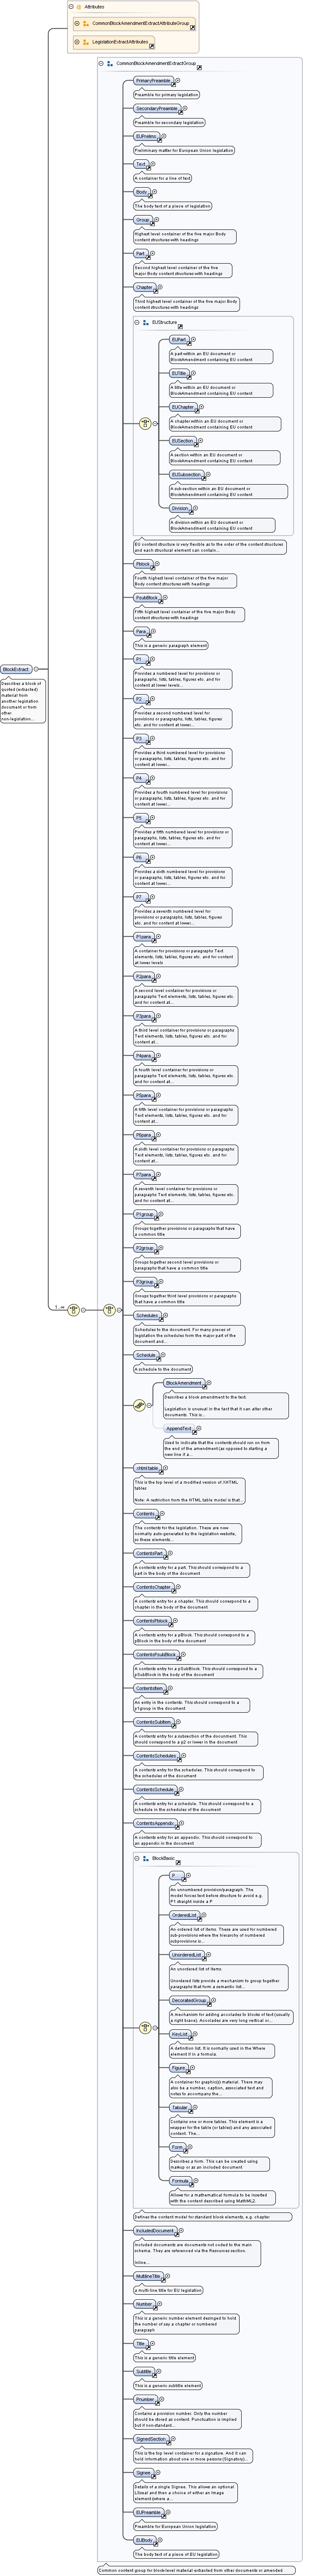 Attributes
CommonBlockAmendmentExtractAttributeGroup
LegislationExtractAttributes
CommonBlockAmendmentExtractGroup
PrimaryPreamble
Preamble for primary legislation
SecondaryPreamble
Preamble for secondary legislation
EUPrelims
Preliminary matter for European Union legislation
Text
A container for a line of text
Body
The body text of a piece of legislation
Group
Highest level container of the five major Body
content structures with headings
Part
Second highest level container of the five
major Body content structures with headings
Chapter
Third highest level container of the five major Body
content structures with headings
EUStructure
EUPart
A part within an EU document or
BlockAmendment containing EU content
EUTitle
A title within an EU document or
BlockAmendment containing EU content
EUChapter
A chapter within an EU document or
BlockAmendment containing EU content
EUSection
A section within an EU document or
BlockAmendment containing EU content
EUSubsection
A sub-section within an EU document or
BlockAmendment containing EU content
Division
A division within an EU document or
BlockAmendment containing EU content
EU content structure is very flexible as to the order of the content structures
and each structural element can contain...
Pblock
Fourth highest level container of the five major
Body content structures with headings
PsubBlock
Fifth highest level container of the five major Body
content structures with headings
Para
This is a generic paragraph element
BlockExtract
Describes a block of
quoted (extracted)
material from
another legislation
document or from
other
non-legislation...
P1
Provides a numbered level for provisions or
paragraphs, lists, tables, figures etc. and for
content at lower levels...
P2
Provides a second numbered level for
provisions or paragraphs, lists, tables, figures
etc. and for content at lower...
P3
Provides a third numbered level for provisions
or paragraphs, lists, tables, figures etc. and for
content at lower...
P4
Provides a fourth numbered level for provisions
or paragraphs, lists, tables, figures etc. and for
content at lower...
P5
Provides a fifth numbered level for provisions or
paragraphs, lists, tables, figures etc. and for
content at lower...
P6
Provides a sixth numbered level for provisions or
paragraphs, lists, tables, figures etc. and for
content at lower...
P7
Provides a seventh numbered level for
provisions or paragraphs, lists, tables, figures
etc. and for content at lower...
P1para
A container for provisions or paragraphs Text
elements, lists, tables, figures etc. and for content
at lower levels
P2para
A second level container for provisions or
paragraphs Text elements, lists, tables, figures etc.
and for content at...
P3para
A third level container for provisions or paragraphs
Text elements, lists, tables, figures etc. and for
content at...
P4para
A fourth level container for provisions or
paragraphs Text elements, lists, tables, figures etc.
and for content at...
P5para
A fifth level container for provisions or paragraphs
Text elements, lists, tables, figures etc. and for
content at...
P6para
A sixth level container for provisions or paragraphs
Text elements, lists, tables, figures etc. and for
content at...
P7para
A seventh level container for provisions or
paragraphs Text elements, lists, tables, figures etc.
and for content at...
P1group
Groups together provisions or paragraphs that have
a common title
P2group
Groups together second level provisions or
paragraphs that have a common title
P3group
Groups together third level provisions or paragraphs
that have a common title
1..∞
Schedules
Schedules to the document. For many pieces of
legislation the schedules form the major part of the
document and...
Schedule
A schedule to the document
BlockAmendment
Describes a block amendment to the text.
Legislation is unusual in the fact that it can alter other
documents. This is...
AppendText
Used to indicate that the contents should run on from
the end of the amendment (as opposed to starting a
new line if a...
xhtml:table
This is the top level of a modified version of XHTML
tables
Note: A restriction from the HTML table model is that...
Contents
The contents for the legislation. These are now
normally auto-generated by the legislation website,
so these elements...
ContentsPart
A contents entry for a part. This should correspond to a
part in the body of the document
ContentsChapter
A contents entry for a chapter. This should correspond to a
chapter in the body of the document
ContentsPblock
A contents entry for a pBlock. This should correspond to a
pBlock in the body of the document
ContentsPsubBlock
A contents entry for a pSubBlock. This should correspond to a
pSubBlock in the body of the document
ContentsItem
An entry in the contents. This should correspond to a
p1group in the document
ContentsSubItem
A contents entry for a subsection of the document. This
should correspond to a p2 or lower in the document
ContentsSchedules
A contents entry for the schedules. This should correspond to
the schedules of the document
ContentsSchedule
A contents entry for a schedule. This should correspond to a
schedule in the schedules of the document
ContentsAppendix
A contents entry for an appendix. This should correspond to
an appendix in the document
BlockBasic
P
An unnumbered provision/paragraph. The
model forces text before structure to avoid e.g.
P1 straight inside a P
OrderedList
An ordered list of items. These are used for numbered
sub-provisions where the hierarchy of numbered
subprovisions is...
UnorderedList
An unordered list of items.
Unordered lists provide a mechanism to group together
paragraphs that form a semantic list...
DecoratedGroup
A mechanism for adding accolades to blocks of text (usually
a right brace). Accolades are very long vertical or...
KeyList
A definition list. It is normally used in the Where
element if in a formula.
Figure
A container for graphic(s) material. There may
also be a number, caption, associated text and
notes to accompany the...
Tabular
Contains one or more tables. This element is a
wrapper for the table (or tables) and any associated
content. The...
Form
Describes a form. This can be created using
markup or as an included document
Formula
Allows for a mathematical formula to be inserted
with the content described using MathML2.
Defines the content model for standard block elements, e.g. chapter
IncludedDocument
Included documents are documents not coded to the main
schema. They are referenced via the Resources section.
Inline...
MultilineTitle
a multi-line title for EU legislation
Number
This is a generic number element designed to hold
the number of say a chapter or numbered
paragraph
Title
This is a generic title element
Subtitle
This is a generic subtitle element
Pnumber
Contains a provision number. Only the number
should be stored as content. Punctuation is implied
but if non-standard...
SignedSection
This is the top level container for a signature. And it can
hold information about one or more persons (Signatory)...
Signee
Details of a single Signee. This allows an optional
LSseal and then a choice of either an Image
element (where a...
EUPreamble
Preamble for European Union legislation
EUBody
The body text of a piece of EU legislation
Common content group for block-level material extracted from other documents or amended